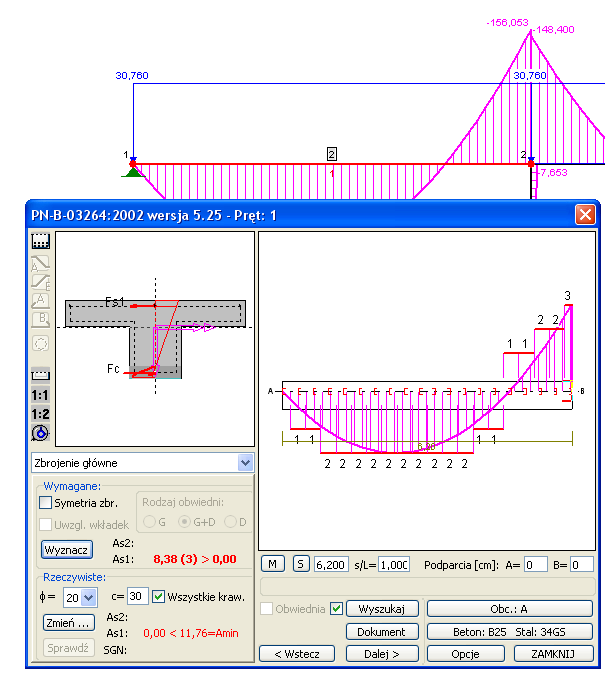 -156,053
-148,400
30,760
30,760
1
2
2
1
-7,653
PN-B-03264:2002 wersja 5.25 - Pręt: 1
A
E
A
B
1:1
1:2
Fs1
Fc
3
2 2
1 1
A
B
1 1
1 1
2 2 2 2 2 2 2 2
Zbrojenie główne
Wymagane:
Symetria zbr.
Uwzgl. wkładek
Rodzaj obwiedni:
G G+D D
Wyznacz
As2:
As1: 8,38 (3) > 0,00
Rzeczywiste:
ϕ = 20 c= 30 Wszystkie kraw.
Zmień ...
As2:
As1: 0,00 < 11,76=Amin
Sprawdź
SGN:
M S 6,200 s/L= 1,000 Podparcia [cm]: A= 0 B= 0
Obwiednia Wyszukaj Obc.: A
Dokument Beton: B25 Stal: 34GS
< Wstecz Dalej > Opcje ZAMKNIJ